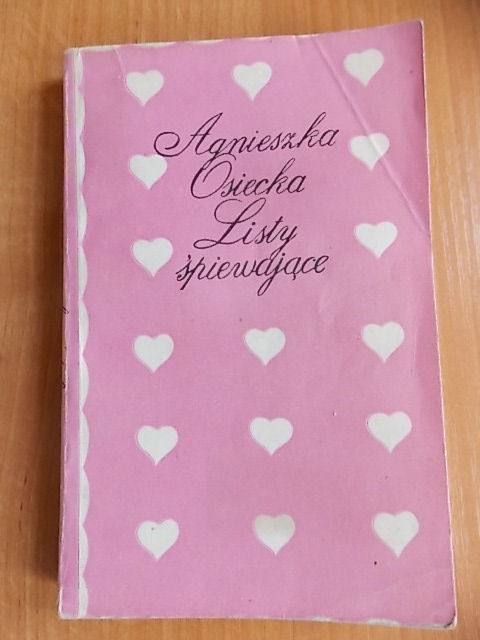 Agnieszka
Osiecka
Listy
śpiewające